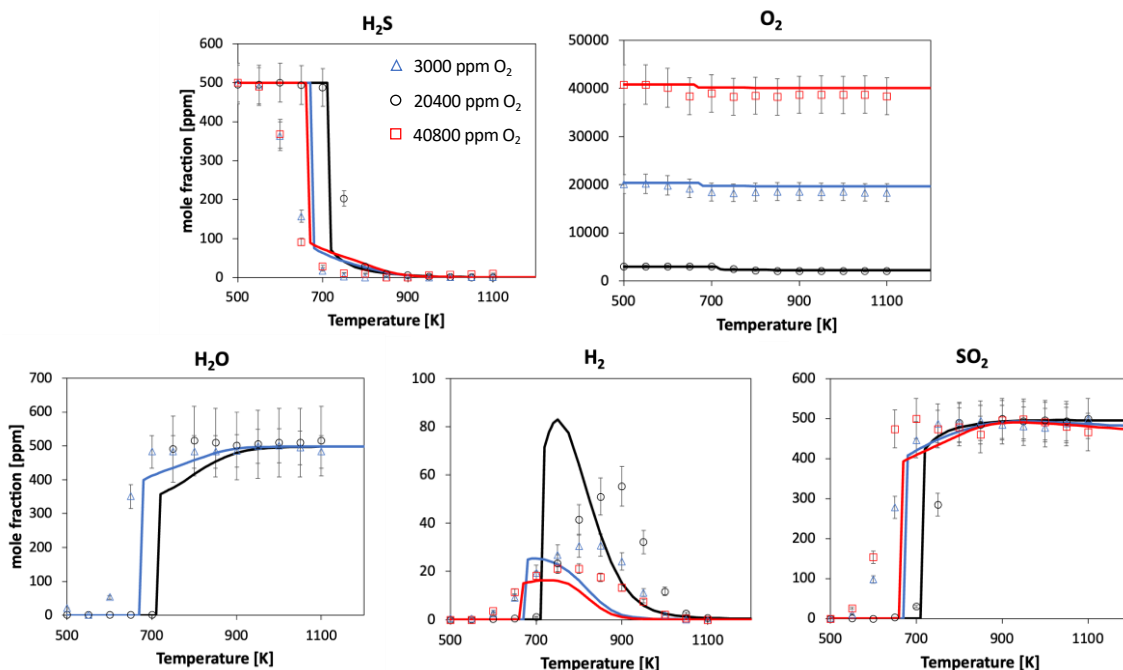 H₂S
O₂
600
500
400
300
200
100
0
mole fraction [ppm]
3000 ppm O₂
20400 ppm O₂
40800 ppm O₂
500 700 900 1100
Temperature [K]
50000
40000
30000
20000
10000
0
500 700 900 1100
Temperature [K]
H₂O
H₂
SO₂
700
600
500
400
300
200
100
0
mole fraction [ppm]
500 700 900 1100
Temperature [K]
100
80
60
40
20
0
500 700 900 1100
Temperature [K]
600
500
400
300
200
100
0
500 700 900 1100
Temperature [K]